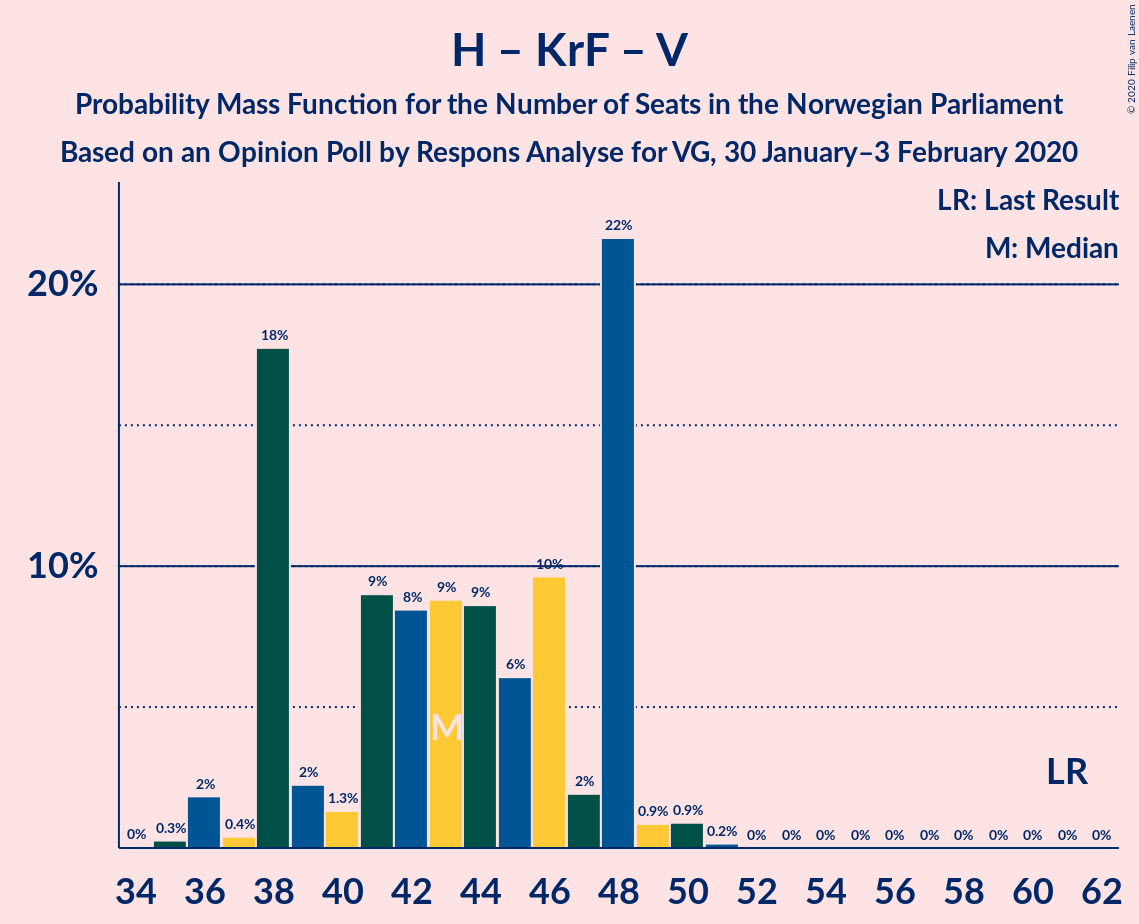 H – KrF – V
Probability Mass Function for the Number of Seats in the Norwegian Parliament
Based on an Opinion Poll by Respons Analyse for VG, 30 January–3 February 2020
© 2020 Filip van Laenen
LR: Last Result
M: Median
20%
10%
0% 0.3% 2% 0.4% 18% 2% 1.3% 9% 8% 9% 9% 6% 10% 2% 22% 0.9% 0.9% 0.2% 0% 0% 0% 0% 0% 0% 0% 0% 0% 0% 0%
M
LR
34 36 38 40 42 44 46 48 50 52 54 56 58 60 62